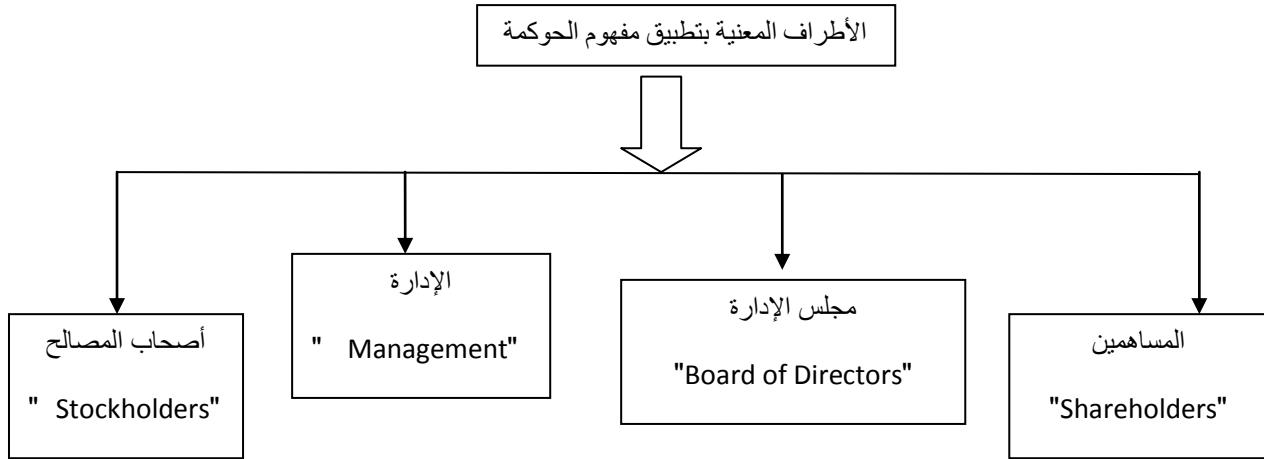 الأطراف المعنية بتطبيق مفهوم الحوكمة
المساهمين
"Shareholders"
مجلس الإدارة
"Board of Directors"
الإدارة
" Management"
أصحاب المصالح
" Stockholders"